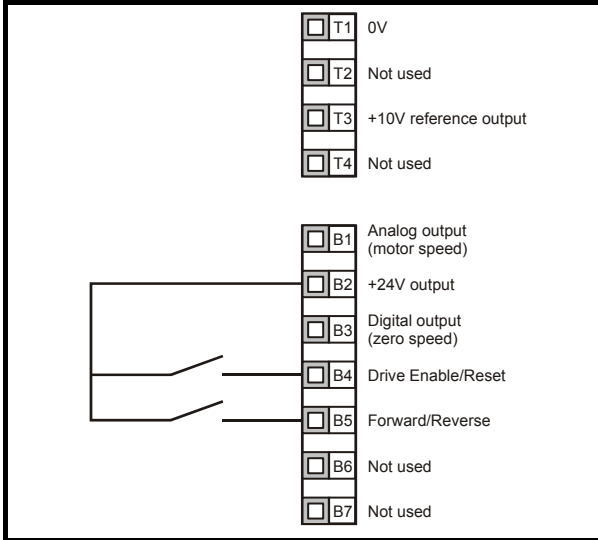 T1 0V
T2 Not used
T3 +10V reference output
T4 Not used
B1 Analog output
(motor speed)
B2 +24V output
B3 Digital output
(zero speed)
B4 Drive Enable/Reset
B5 Forward/Reverse
B6 Not used
B7 Not used